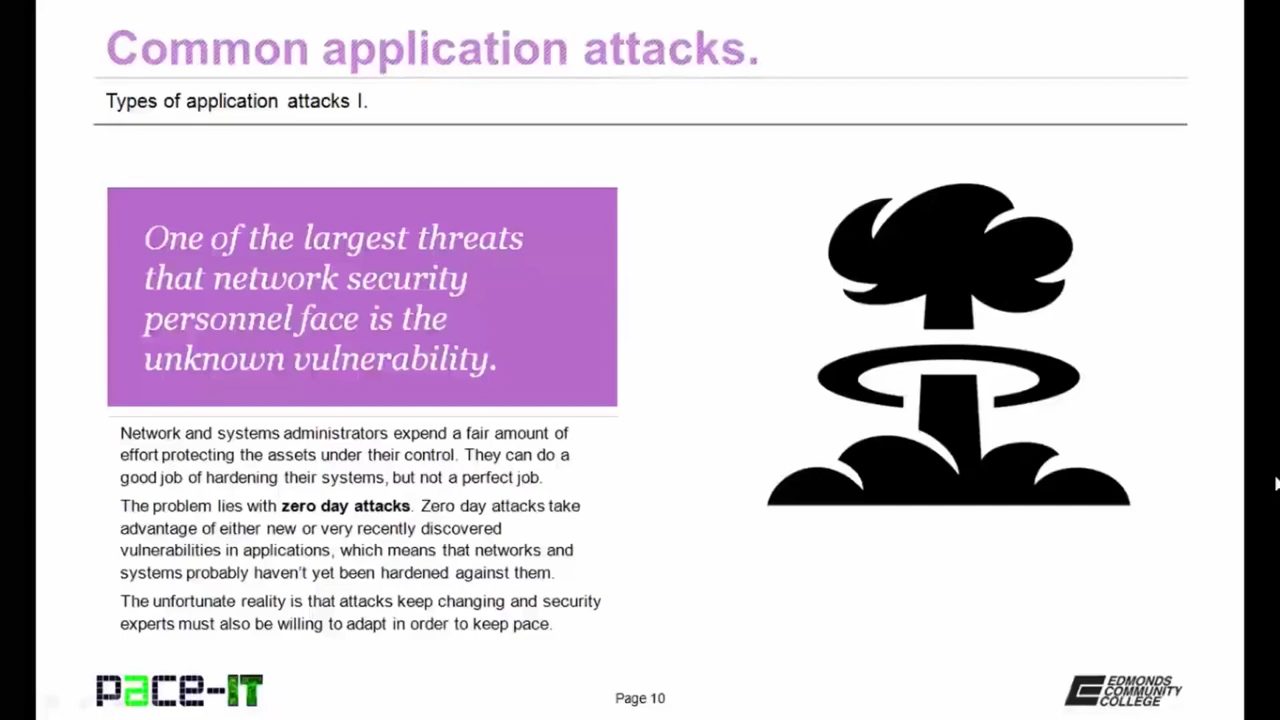 Common application attacks.
Types of application attacks I.
One of the largest threats
that network security
personnel face is the
unknown vulnerability.
Network and systems administrators expend a fair amount of
effort protecting the assets under their control. They can do a
good job of hardening their systems, but not a perfect job.
The problem lies with zero day attacks. Zero day attacks take
advantage of either new or very recently discovered
vulnerabilities in applications, which means that networks and
systems probably haven't yet been hardened against them.
The unfortunate reality is that attacks keep changing and security
experts must also be willing to adapt in order to keep pace.
pace-IT
Page 10
EDMONDS
COMMUNITY
COLLEGE